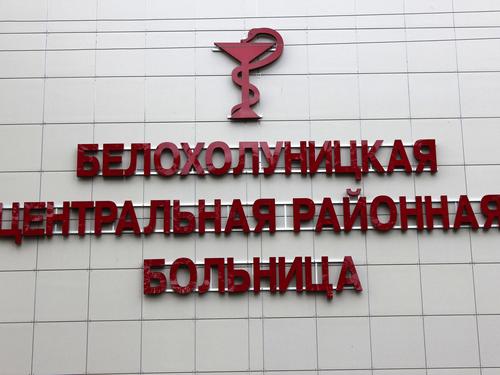 БЕЛОХОЛУНИЦКАЯ
ЦЕНТРАЛЬНАЯ РАЙОННАЯ
БОЛЬНИЦА